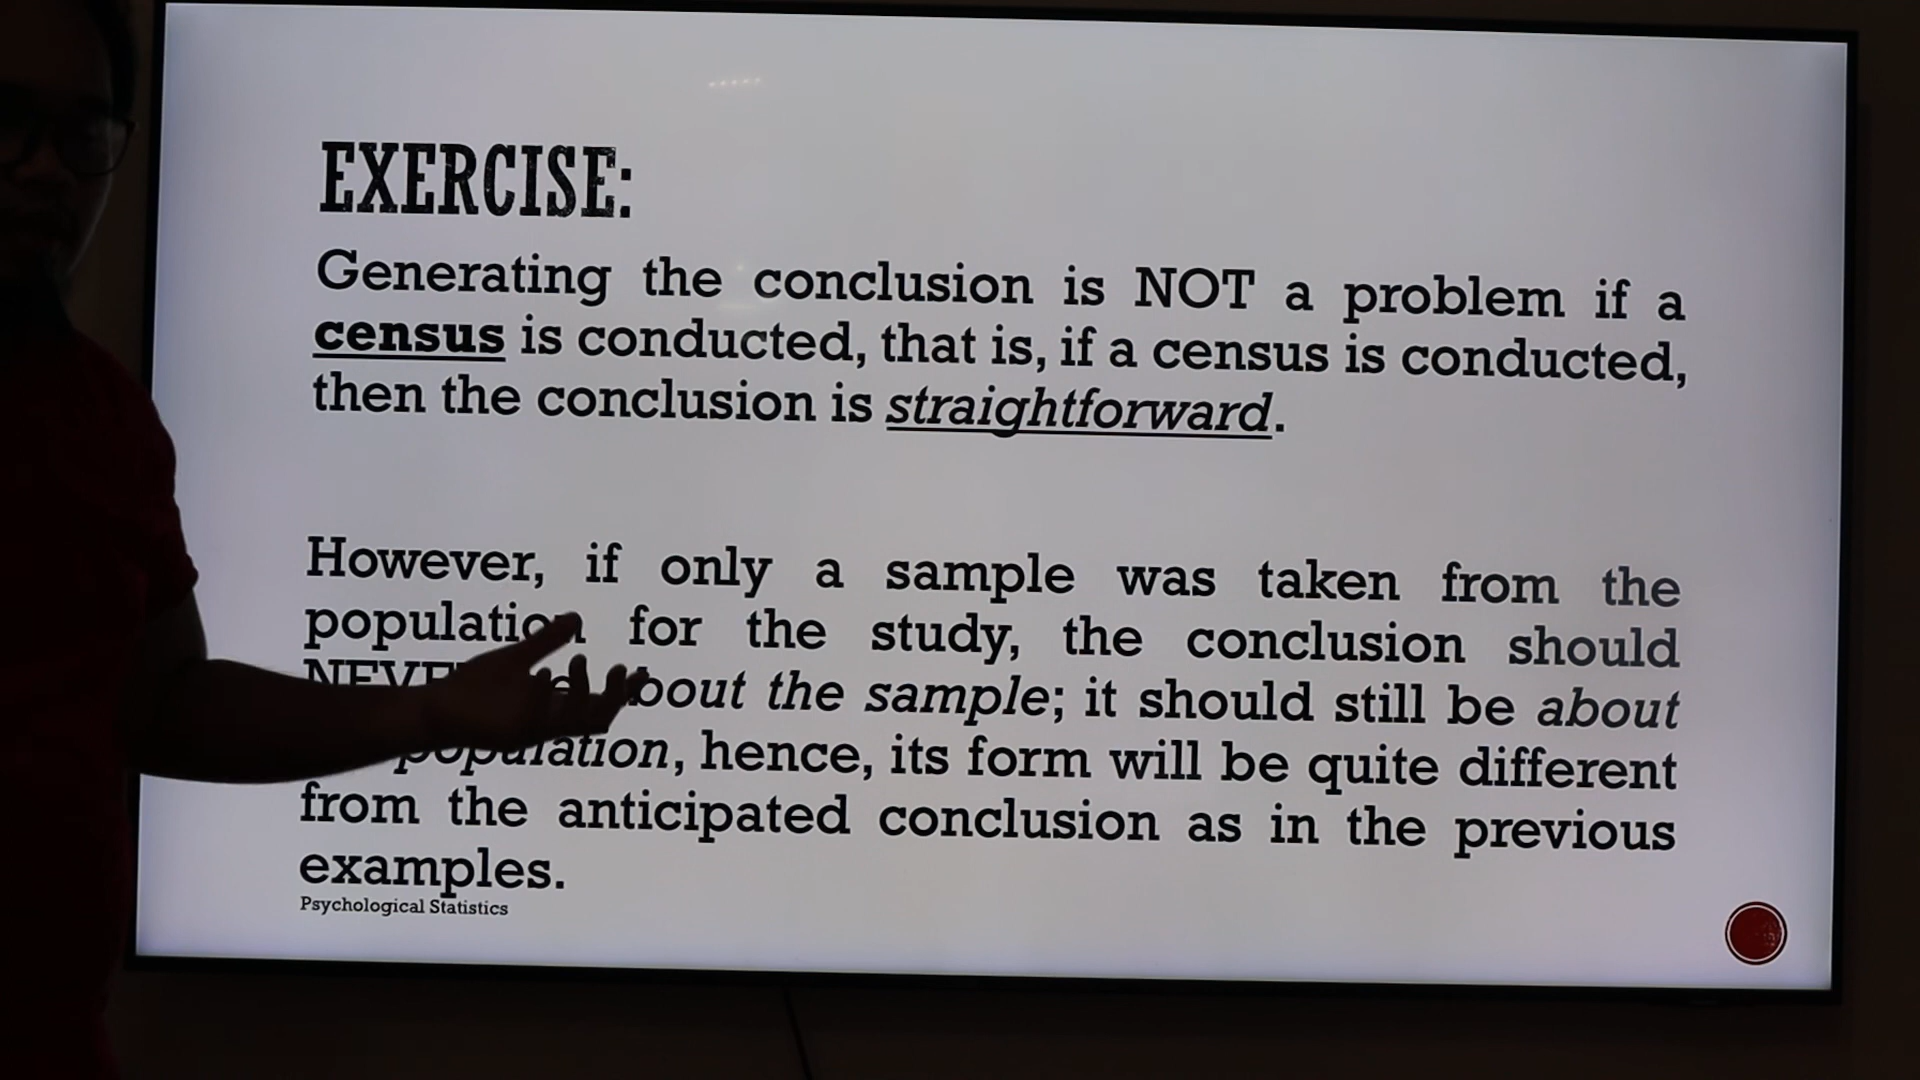 EXERCISE:
Generating the conclusion is NOT a problem if a
census is conducted, that is, if a census is conducted,
then the conclusion is straightforward.
However, if only a sample was taken from the
population for the study, the conclusion should
about the sample; it should still be about
population, hence, its form will be quite different
from the anticipated conclusion as in the previous
examples.
Psychological Statistics